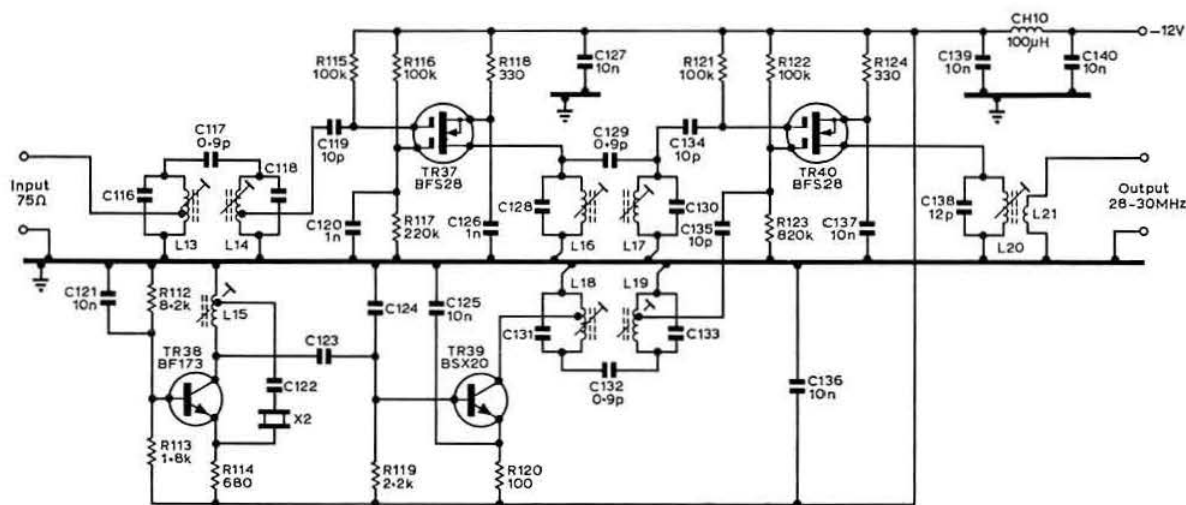 CH10
100µH
-12V
R115
100k
R116
100k
R118
330
C127
10n
R121
100k
R122
100k
R124
330
C139
10n
C140
10n
C117
0·9p
C119
10p
TR37
BFS28
C129
0·9p
C134
10p
TR40
BFS28
Input
75Ω
C116
C118
L13
L14
C120
1n
R117
220k
C126
1n
C128
L16
L17
C130
C135
10p
R123
820k
C137
10n
C138
12p
L20
L21
Output
28-30MHz
C121
10n
R112
8·2k
L15
C124
C125
10n
L18
L19
C131
C133
TR38
BF173
C123
TR39
BSX20
C122
C132
0·9p
C136
10n
X2
R113
1·8k
R114
680
R119
2·2k
R120
100